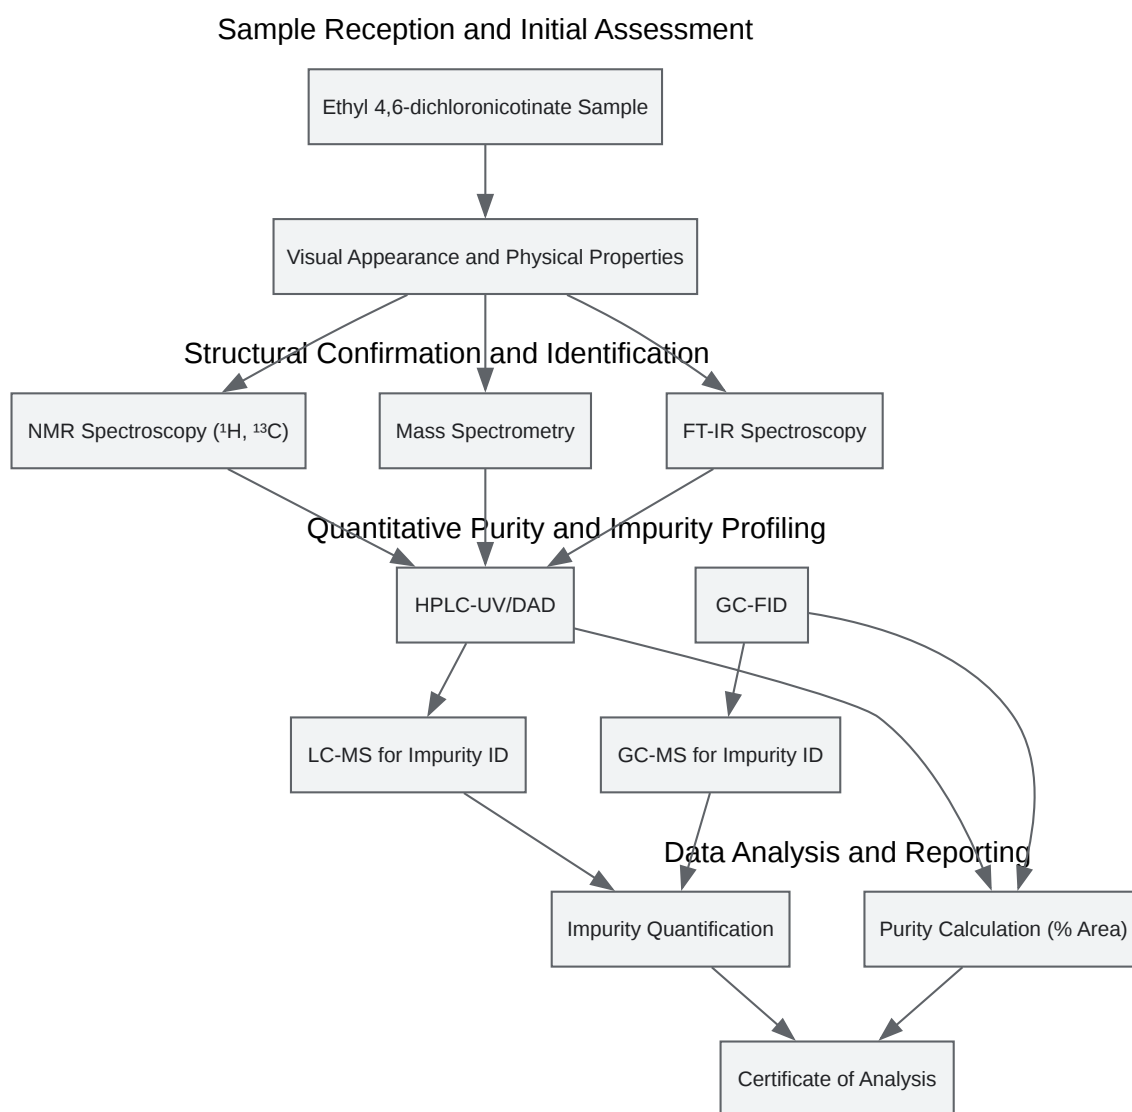 Sample Reception and Initial Assessment
Ethyl 4,6-dichloronicotinate Sample
Visual Appearance and Physical Properties
Structural Confirmation and Identification
NMR Spectroscopy (¹H, ¹³C)
Mass Spectrometry
FT-IR Spectroscopy
Quantitative Purity and Impurity Profiling
HPLC-UV/DAD
GC-FID
LC-MS for Impurity ID
GC-MS for Impurity ID
Data Analysis and Reporting
Impurity Quantification
Purity Calculation (% Area)
Certificate of Analysis